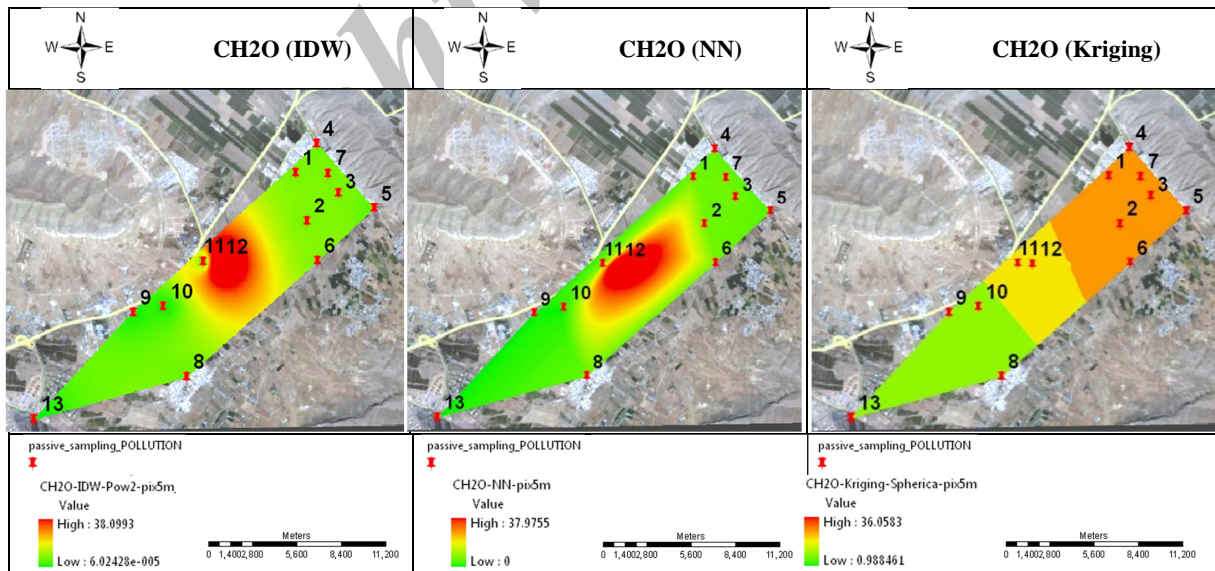 N
W E
S
CH2O (IDW)
N
W E
S
CH2O (NN)
N
W E
S
CH2O (Kriging)
4
1 7
3
5
2
6
1112
10
9
8
13
4
1 7
3
5
2
6
1112
10
9
8
13
4
1 7
3
5
2
6
1112
10
9
8
13
passive_sampling_POLLUTION
CH2O-IDW-Pow2-pix5m
Value
High : 38.0993
Low : 6.02428e-005
Meters
0 1,4002,800 5,600 8,400 11,200
passive_sampling_POLLUTION
CH2O-NN-pix5m
Value
High : 37.9755
Low : 0
Meters
0 1,4002,800 5,600 8,400 11,200
passive_sampling_POLLUTION
CH2O-Kriging-Spherica-pix5m
Value
High : 36.0583
Low : 0.988461
Meters
0 1,4002,800 5,600 8,400 11,200